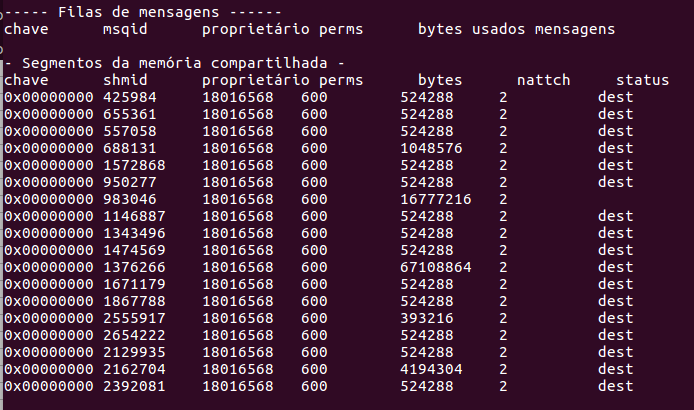 ----- Filas de mensagens ------
chave msqid proprietário perms bytes usados mensagens
- Segmentos da memória compartilhada -
chave shmid proprietário perms bytes nattch status
0x00000000 425984 18016568 600 524288 2 dest
0x00000000 655361 18016568 600 524288 2 dest
0x00000000 557058 18016568 600 524288 2 dest
0x00000000 688131 18016568 600 1048576 2 dest
0x00000000 1572868 18016568 600 524288 2 dest
0x00000000 950277 18016568 600 524288 2 dest
0x00000000 983046 18016568 600 16777216 2
0x00000000 1146887 18016568 600 524288 2 dest
0x00000000 1343496 18016568 600 524288 2 dest
0x00000000 1474569 18016568 600 524288 2 dest
0x00000000 1376266 18016568 600 67108864 2 dest
0x00000000 1671179 18016568 600 524288 2 dest
0x00000000 1867788 18016568 600 524288 2 dest
0x00000000 2555917 18016568 600 393216 2 dest
0x00000000 2654222 18016568 600 524288 2 dest
0x00000000 2129935 18016568 600 524288 2 dest
0x00000000 2162704 18016568 600 4194304 2 dest
0x00000000 2392081 18016568 600 524288 2 dest